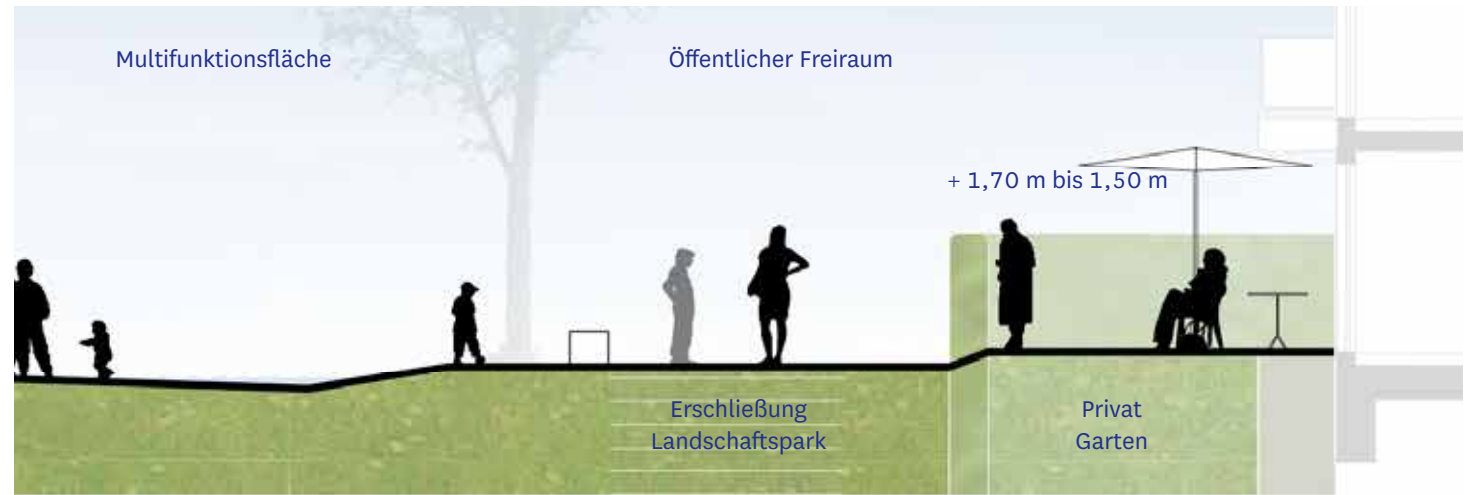 Multifunktionsfläche
Öffentlicher Freiraum
+ 1,70 m bis 1,50 m
Erschließung
Landschaftspark
Privat
Garten